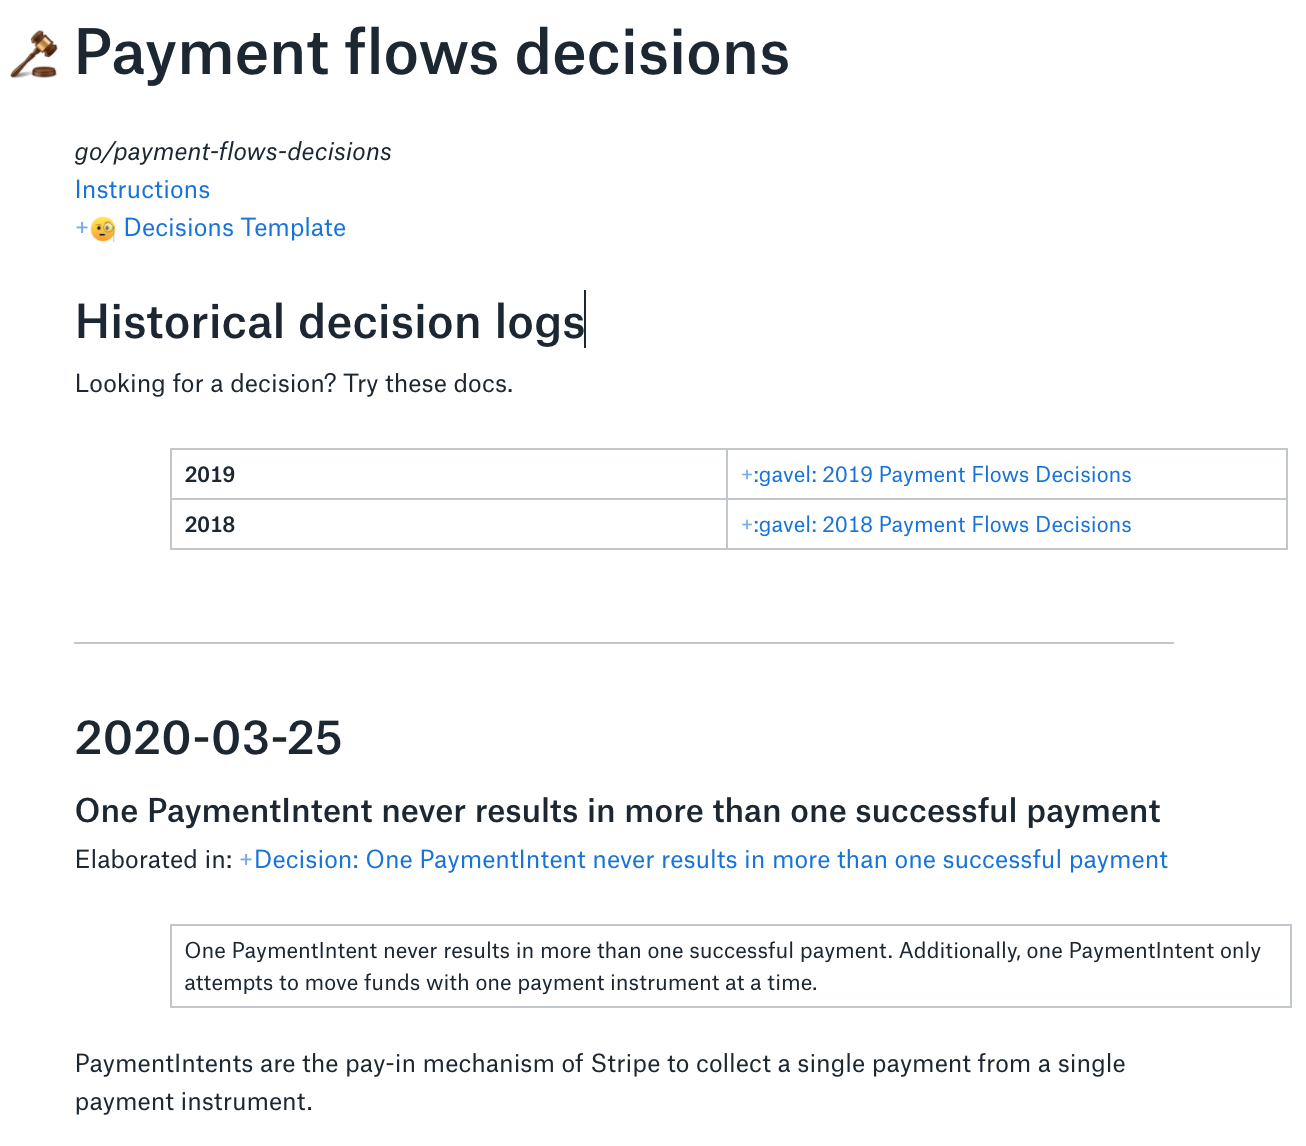 Payment flows decisions
go/payment-flows-decisions
Instructions
+🧐 Decisions Template
Historical decision logs
Looking for a decision? Try these docs.
2019 +:gavel: 2019 Payment Flows Decisions
2018 +:gavel: 2018 Payment Flows Decisions
2020-03-25
One PaymentIntent never results in more than one successful payment
Elaborated in: +Decision: One PaymentIntent never results in more than one successful payment
One PaymentIntent never results in more than one successful payment. Additionally, one PaymentIntent only
attempts to move funds with one payment instrument at a time.
PaymentIntents are the pay-in mechanism of Stripe to collect a single payment from a single
payment instrument.